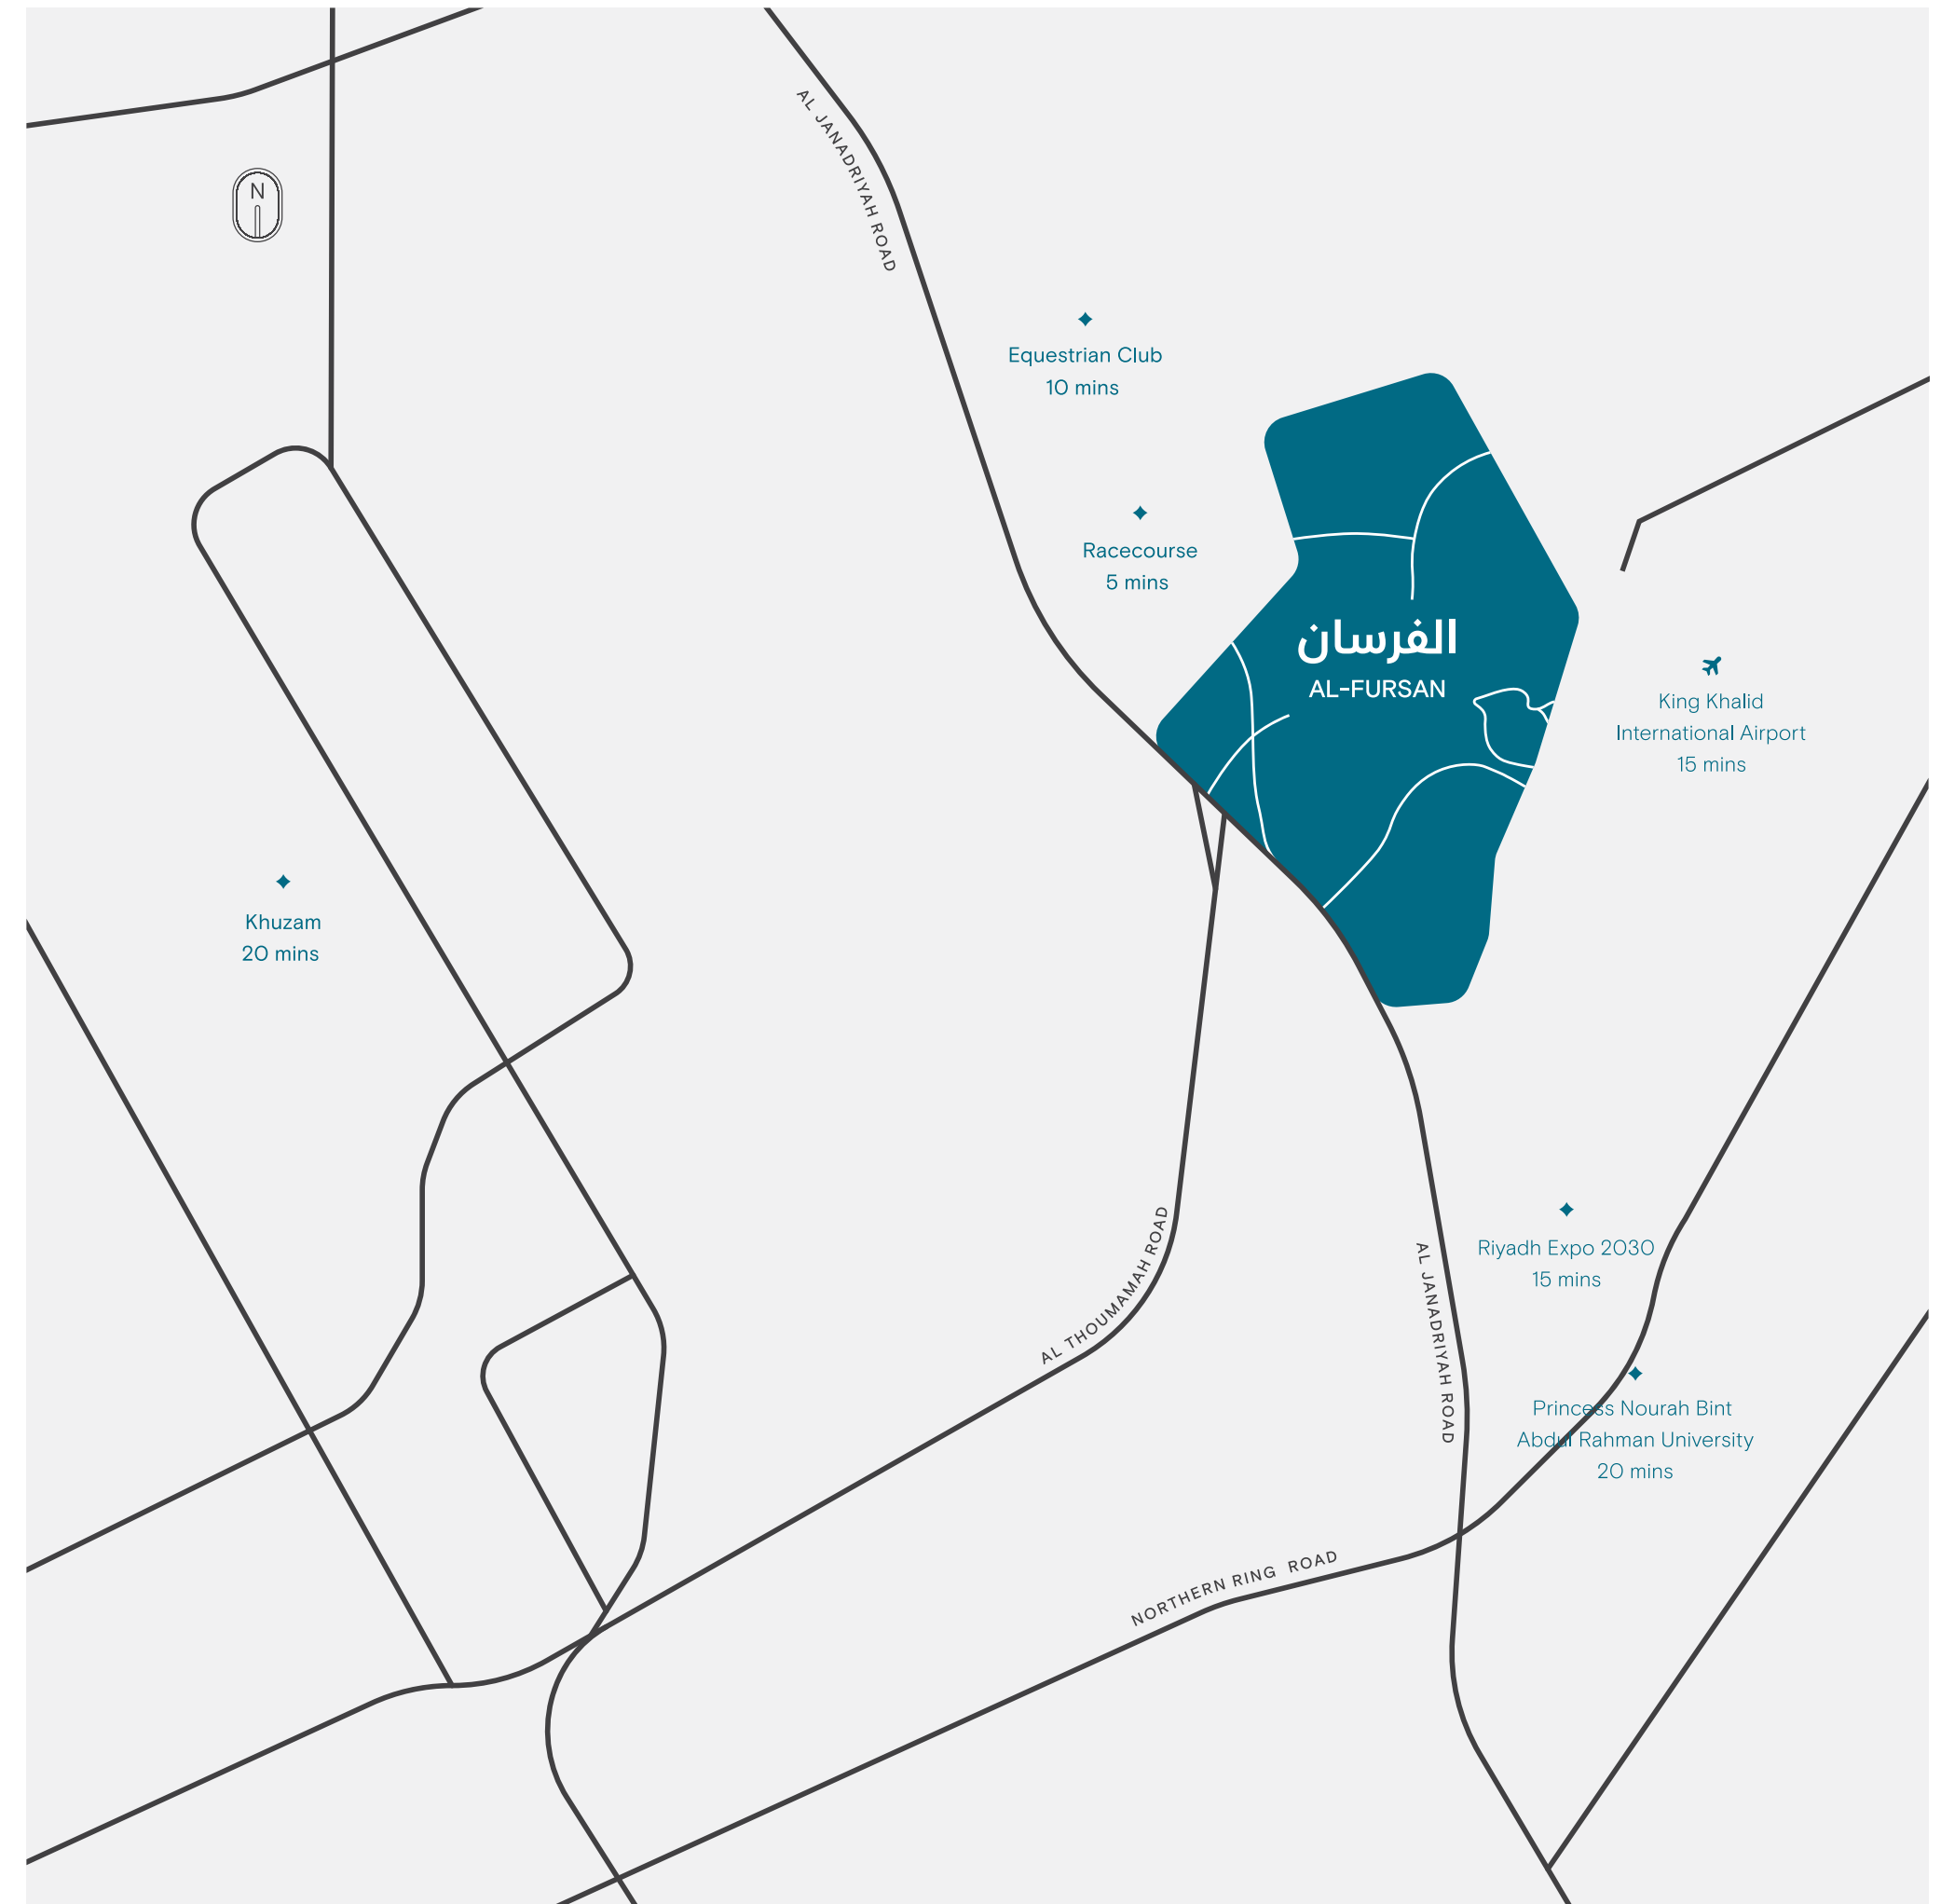 N
AL JANADRIYAH ROAD
Equestrian Club
10 mins
Racecourse
5 mins
الفرسان
AL-FURSAN
King Khalid
International Airport
15 mins
Khuzam
20 mins
AL THOUMAMAH ROAD
AL JANADRIYAH ROAD
Riyadh Expo 2030
15 mins
Princess Nourah Bint
Abdul Rahman University
20 mins
NORTHERN RING ROAD